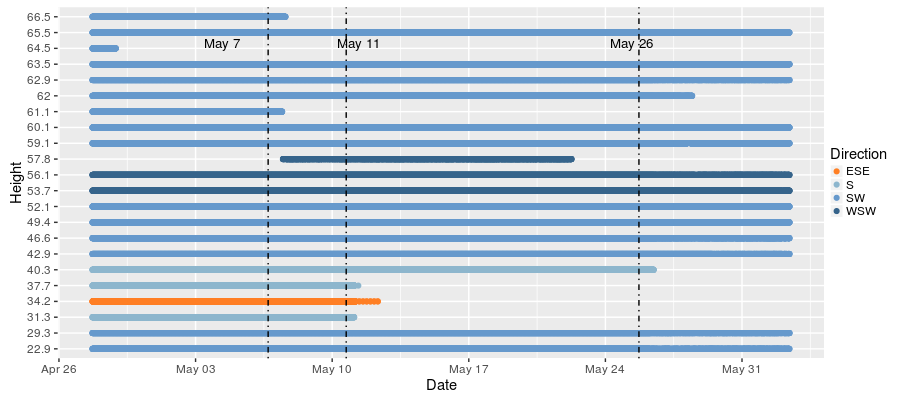 66.5
65.5
64.5
63.5
62.9
62
61.1
60.1
59.1
57.8
56.1
53.7
52.1
49.4
46.6
42.9
40.3
37.7
34.2
31.3
29.3
22.9
Height
May 7
May 11
May 26
Apr 26
May 03
May 10
May 17
May 24
May 31
Date
Direction
ESE
S
SW
WSW